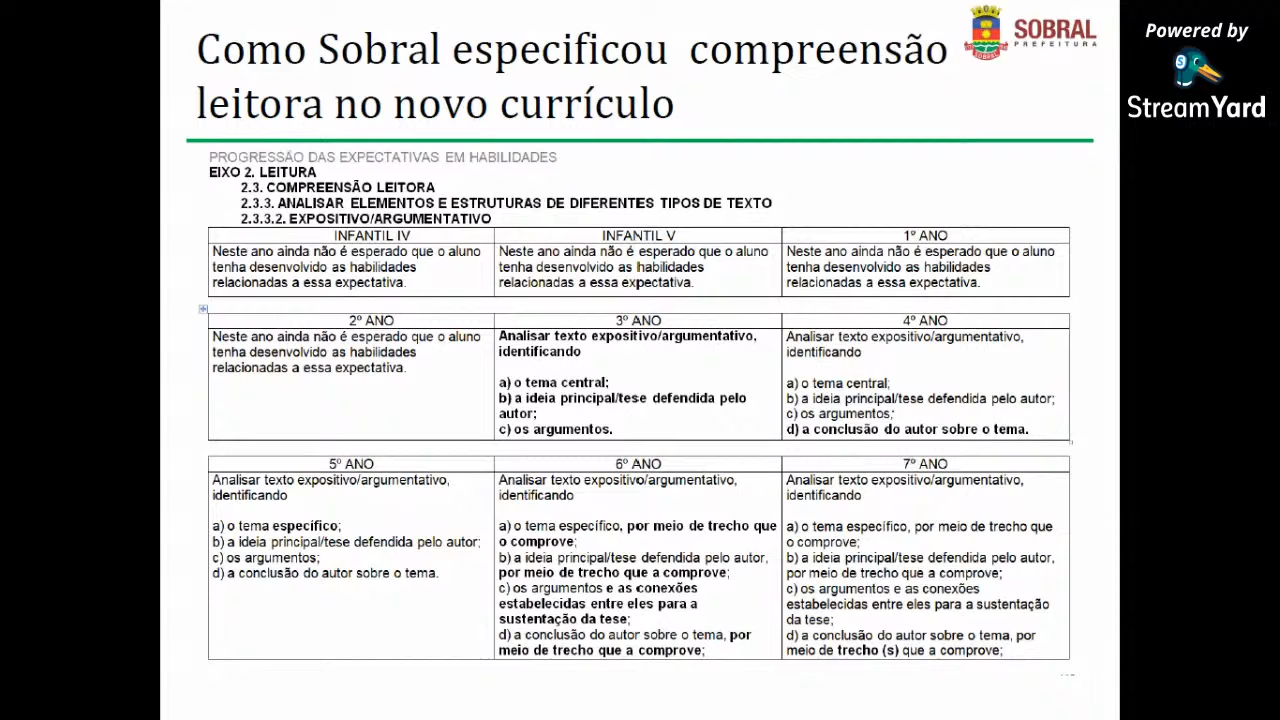 Como Sobral especificou compreensão
leitora no novo currículo
SOBRAL
PREFEITURA
Powered by
StreamYard
PROGRESSÃO DAS EXPECTATIVAS EM HABILIDADES
EIXO 2. LEITURA
2.3. COMPREENSÃO LEITORA
2.3.3. ANALISAR ELEMENTOS E ESTRUTURAS DE DIFERENTES TIPOS DE TEXTO
2.3.3.2. EXPOSITIVO/ARGUMENTATIVO
INFANTIL IV
Neste ano ainda não é esperado que o aluno
tenha desenvolvido as habilidades
relacionadas a essa expectativa.
INFANTIL V
Neste ano ainda não é esperado que o aluno
tenha desenvolvido as habilidades
relacionadas a essa expectativa.
1º ANO
Neste ano ainda não é esperado que o aluno
tenha desenvolvido as habilidades
relacionadas a essa expectativa.
2º ANO
Neste ano ainda não é esperado que o aluno
tenha desenvolvido as habilidades
relacionadas a essa expectativa.
3º ANO
Analisar texto expositivo/argumentativo,
identificando
a) o tema central;
b) a ideia principal/tese defendida pelo
autor;
c) os argumentos.
4º ANO
Analisar texto expositivo/argumentativo,
identificando
a) o tema central;
b) a ideia principal/tese defendida pelo autor;
c) os argumentos;
d) a conclusão do autor sobre o tema.
5º ANO
Analisar texto expositivo/argumentativo,
identificando
a) o tema específico;
b) a ideia principal/tese defendida pelo autor;
c) os argumentos;
d) a conclusão do autor sobre o tema.
6º ANO
Analisar texto expositivo/argumentativo,
identificando
a) o tema específico, por meio de trecho que
o comprove;
b) a ideia principal/tese defendida pelo autor,
por meio de trecho que a comprove;
c) os argumentos e as conexões
estabelecidas entre eles para a
sustentação da tese;
d) a conclusão do autor sobre o tema, por
meio de trecho que a comprove;
7º ANO
Analisar texto expositivo/argumentativo,
identificando
a) o tema específico, por meio de trecho que
o comprove;
b) a ideia principal/tese defendida pelo autor,
por meio de trecho que a comprove;
c) os argumentos e as conexões
estabelecidas entre eles para a sustentação
da tese;
d) a conclusão do autor sobre o tema, por
meio de trecho (s) que a comprove;